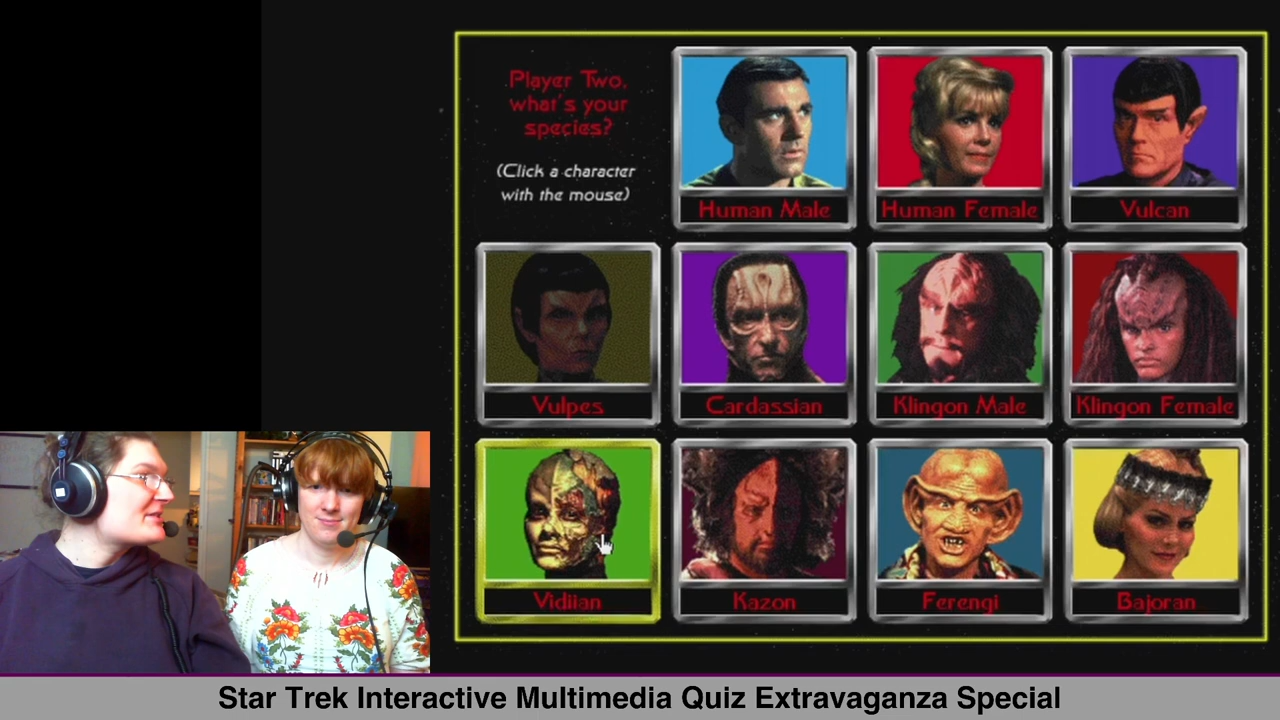 Player Two,
what's your
species?
(Click a character
with the mouse)
Human Male
Human Female
Vulcan
Vulpes
Cardassian
Klingon Male
Klingon Female
Vidiian
Kazon
Ferengi
Bajoran
Star Trek Interactive Multimedia Quiz Extravaganza Special